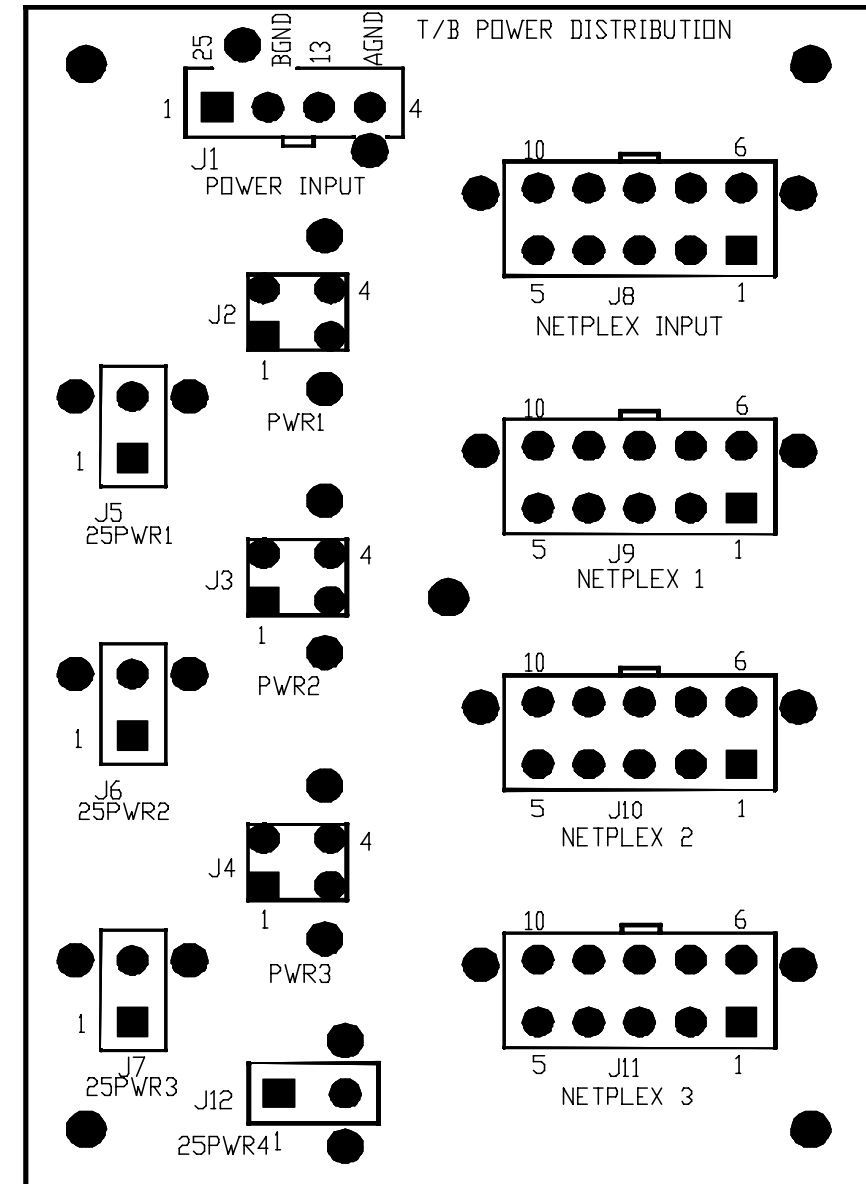 T/B POWER DISTRIBUTION
25 BGND 13 AGND
1 4
J1
POWER INPUT
10 6
5 J8 1
NETPLEX INPUT
J2 4
1
PWR1
1
J5
25PWR1
10 6
5 J9 1
NETPLEX 1
J3 4
1
PWR2
1
J6
25PWR2
10 6
5 J10 1
NETPLEX 2
J4 4
1
PWR3
1
J7
25PWR3
10 6
5 J11 1
NETPLEX 3
J12
25PWR4 1